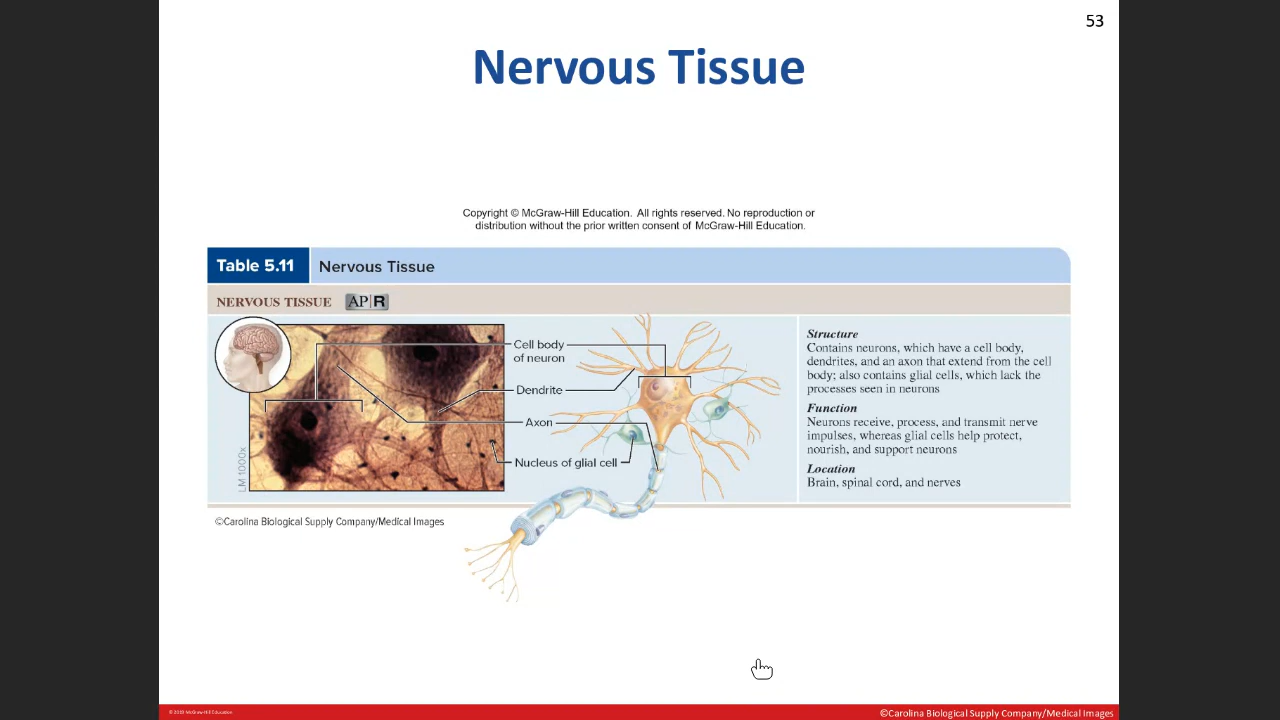 53
Nervous Tissue
Copyright © McGraw-Hill Education. All rights reserved. No reproduction or
distribution without the prior written consent of McGraw-Hill Education.
Table 5.11 Nervous Tissue
NERVOUS TISSUE AP|R
Cell body
of neuron
Dendrite
Axon
Nucleus of glial cell
LM 1000x
Structure
Contains neurons, which have a cell body,
dendrites, and an axon that extend from the cell
body; also contains glial cells, which lack the
processes seen in neurons
Function
Neurons receive, process, and transmit nerve
impulses, whereas glial cells help protect,
nourish, and support neurons
Location
Brain, spinal cord, and nerves
©Carolina Biological Supply Company/Medical Images
©Carolina Biological Supply Company/Medical Images